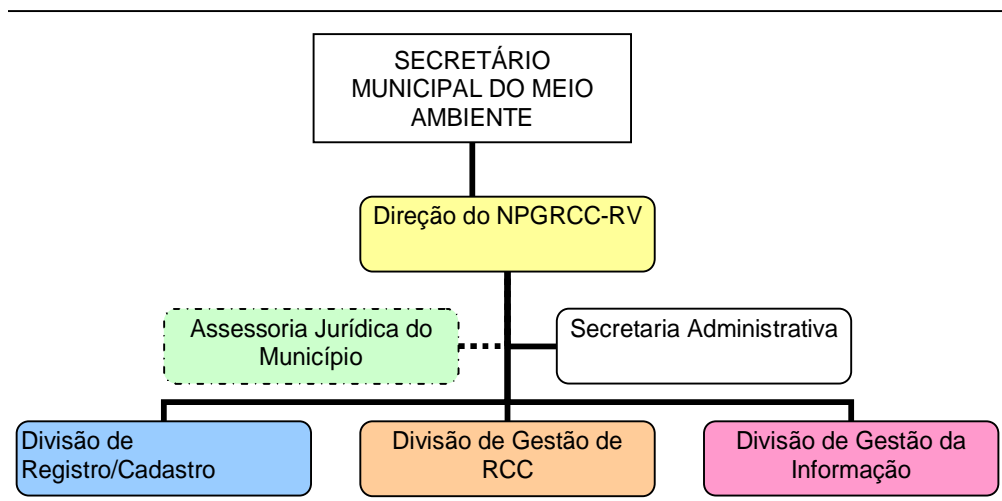 SECRETÁRIO
MUNICIPAL DO MEIO
AMBIENTE
Direção do NPGRCC-RV
Assessoria Jurídica do
Município
Secretaria Administrativa
Divisão de
Registro/Cadastro
Divisão de Gestão de
RCC
Divisão de Gestão da
Informação